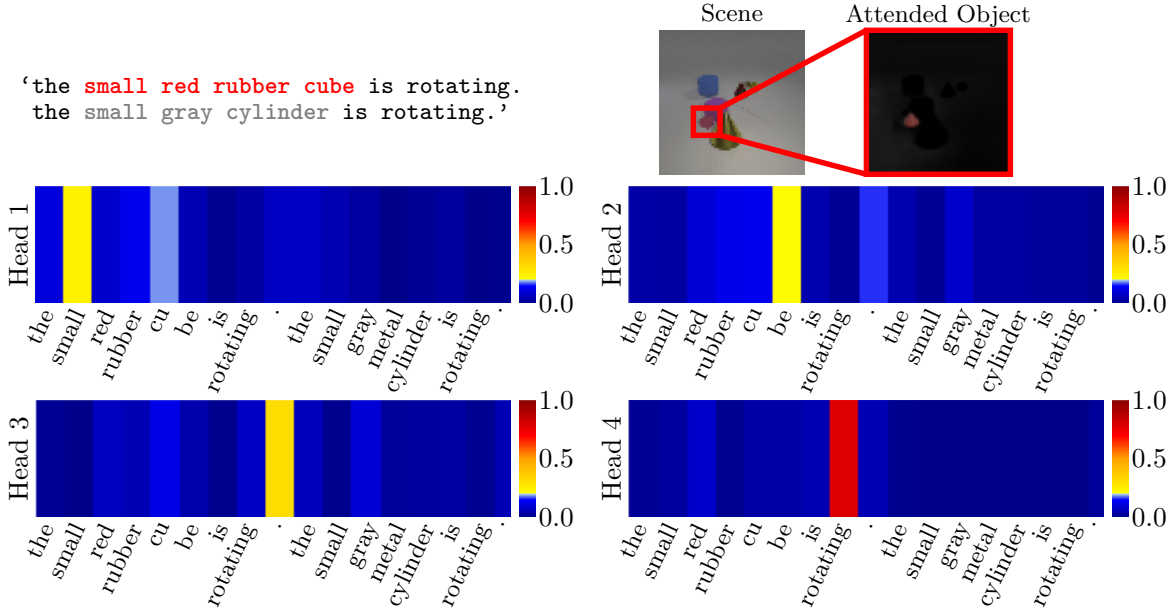 Scene Attended Object
‘the small red rubber cube is rotating.
the small gray cylinder is rotating.’
Head 1
1.0
0.5
0.0
the small red rubber cu be is rotating . the small gray metal cylinder is rotating .
Head 2
1.0
0.5
0.0
the small red rubber cu be is rotating . the small gray metal cylinder is rotating .
Head 3
1.0
0.5
0.0
the small red rubber cu be is rotating . the small gray metal cylinder is rotating .
Head 4
1.0
0.5
0.0
the small red rubber cu be is rotating . the small gray metal cylinder is rotating .